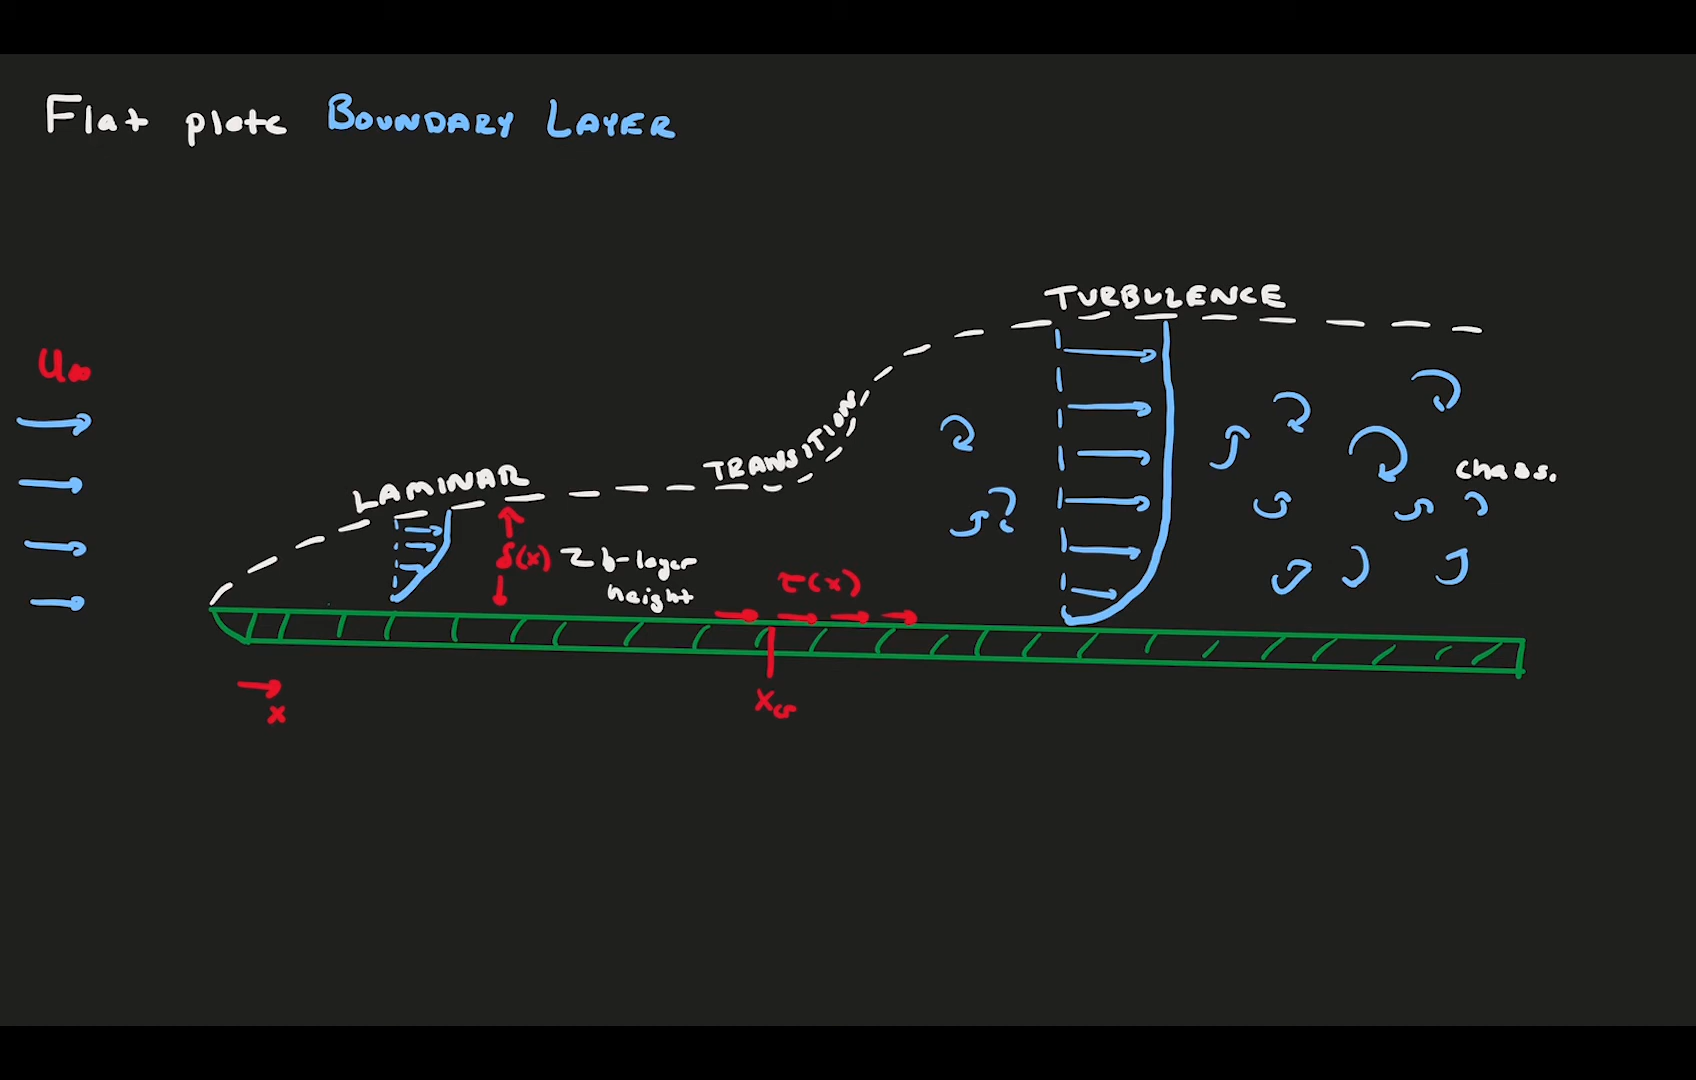 Flat plate BOUNDARY LAYER
TURBULENCE
U∞
TRANSITION
LAMINAR
chaos.
δ(x) b-layer
height
τ(x)
x
Xcr